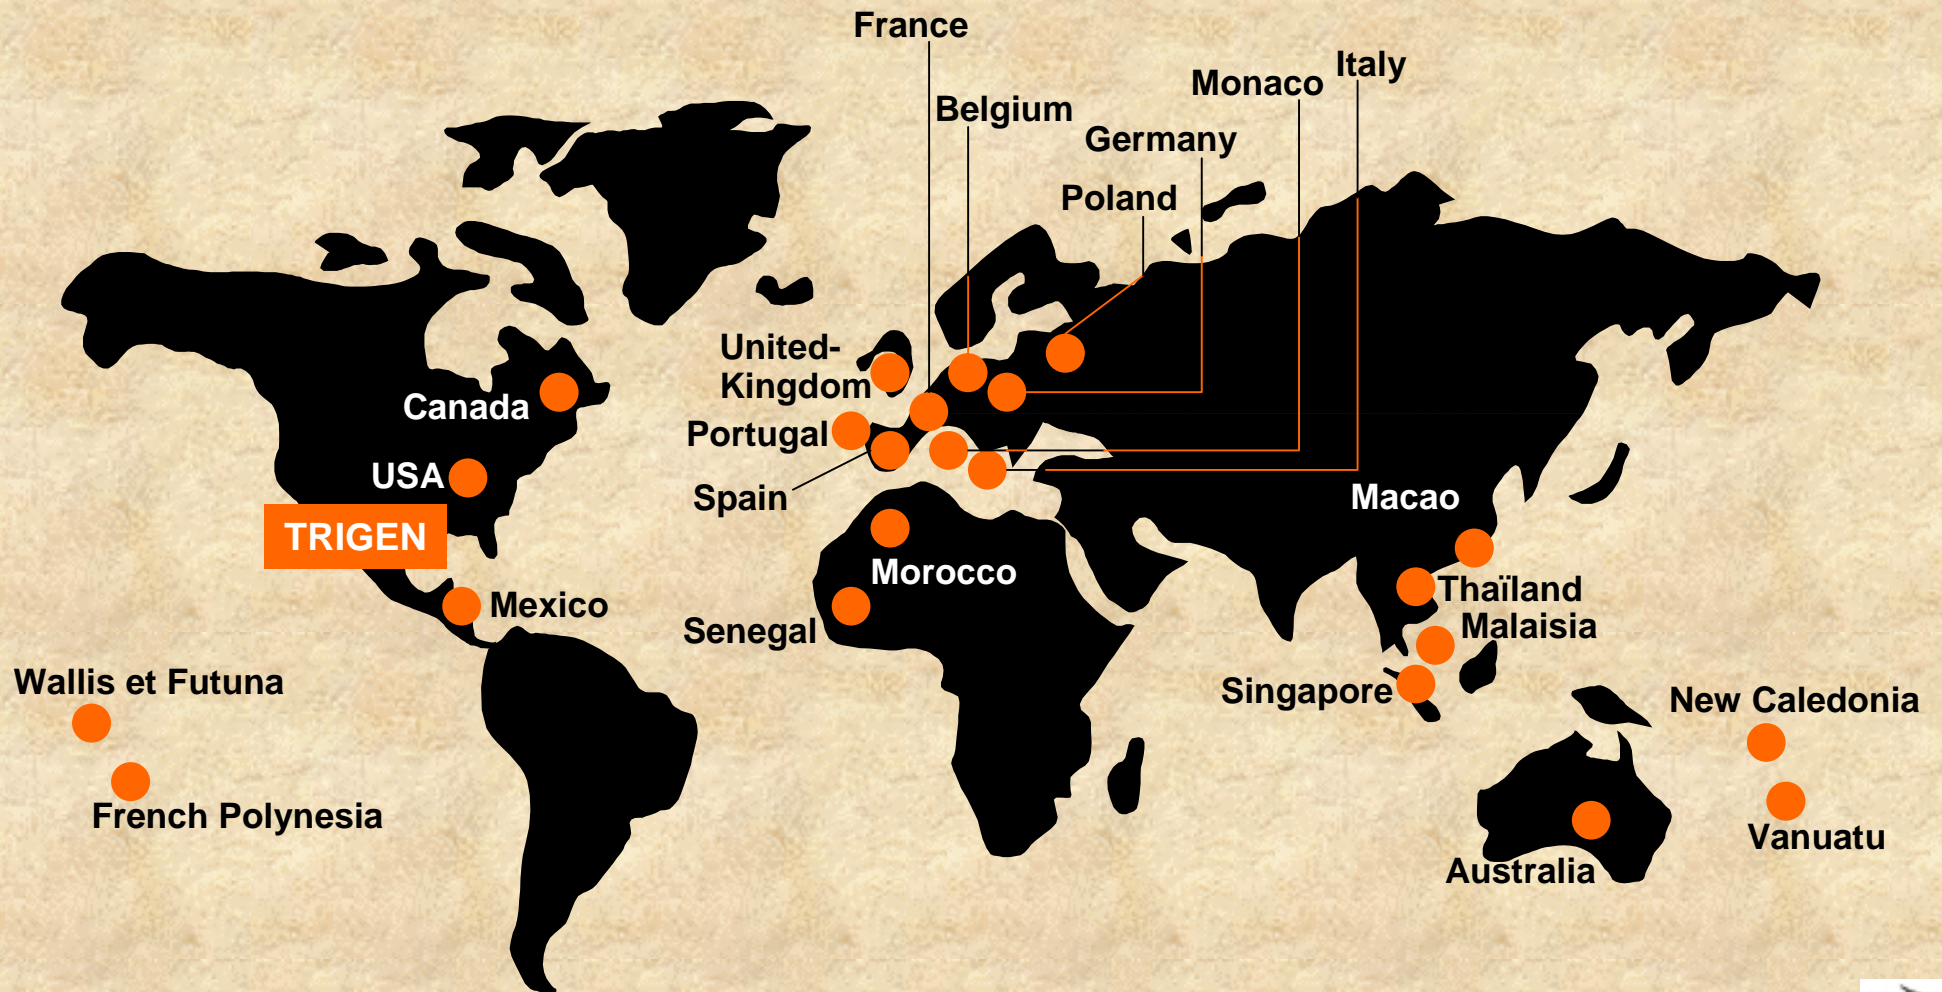 France
Italy
Monaco
Belgium
Germany
Poland
United-
Kingdom
Canada
Portugal
USA
Spain
Macao
TRIGEN
Morocco
Thaïland
Mexico
Malaisia
Senegal
Wallis et Futuna
Singapore
New Caledonia
French Polynesia
Vanuatu
Australia